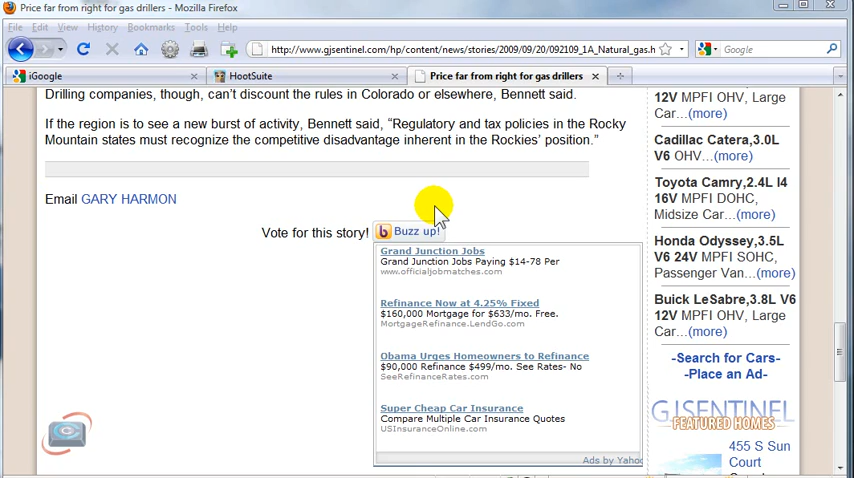 Price far from right for gas drillers - Mozilla Firefox
File Edit View History Bookmarks Tools Help
http://www.gjsentinel.com/hp/content/news/stories/2009/09/20/092109_1A_Natural_gas.h
Google
iGoogle
HootSuite
Price far from right for gas drillers
Drilling companies, though, can’t discount the rules in Colorado or elsewhere, Bennett said.
If the region is to see a new burst of activity, Bennett said, “Regulatory and tax policies in the Rocky
Mountain states must recognize the competitive disadvantage inherent in the Rockies’ position.”
Email GARY HARMON
Vote for this story!
Buzz up!
Grand Junction Jobs
Grand Junction Jobs Paying $14-78 Per
www.officialjobmatches.com
Refinance Now at 4.25% Fixed
$160,000 Mortgage for $633/mo. Free.
MortgageRefinance.LendGo.com
Obama Urges Homeowners to Refinance
$90,000 Refinance $499/mo. See Rates- No
SeeRefinanceRates.com
Super Cheap Car Insurance
Compare Multiple Car Insurance Quotes
USInsuranceOnline.com
Ads by Yahoo
12V MPFI OHV, Large
Car...(more)
Cadillac Catera,3.0L
V6 OHV...(more)
Toyota Camry,2.4L I4
16V MPFI DOHC,
Midsize Car...(more)
Honda Odyssey,3.5L
V6 24V MPFI SOHC,
Passenger Van...(more)
Buick LeSabre,3.8L V6
12V MPFI OHV, Large
Car...(more)
-Search for Cars-
-Place an Ad-
GJSENTINEL
FEATURED HOMES
455 S Sun
Court